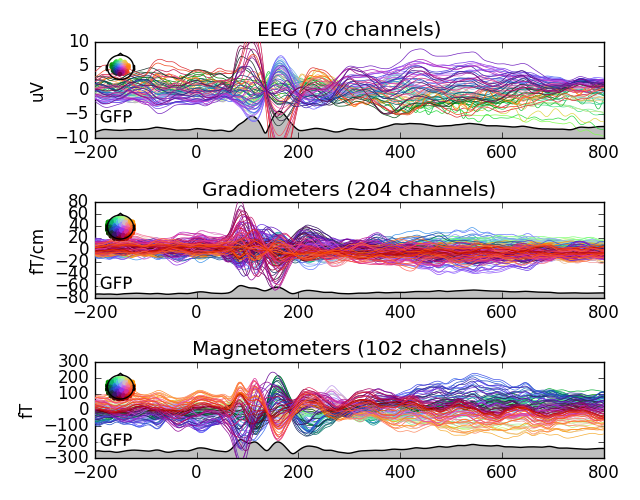 EEG (70 channels)
10
5
0
−5
−10
uV
GFP
−200 0 200 400 600 800
Gradiometers (204 channels)
80
60
40
20
0
−20
−40
−60
−80
fT/cm
GFP
−200 0 200 400 600 800
Magnetometers (102 channels)
300
200
100
0
−100
−200
−300
fT
GFP
−200 0 200 400 600 800